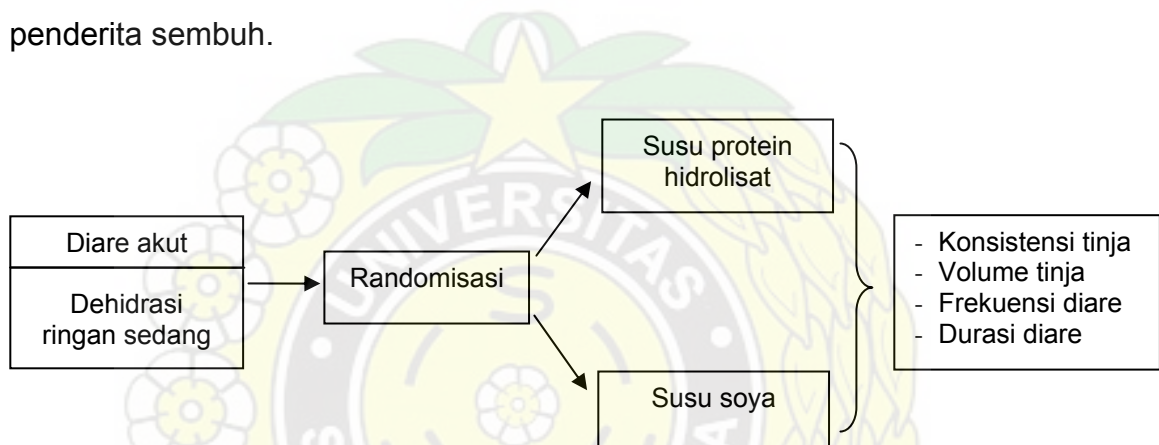 penderita sembuh.
Susu protein
hidrolisat
Diare akut
Dehidrasi
ringan sedang
Randomisasi
- Konsistensi tinja
- Volume tinja
- Frekuensi diare
- Durasi diare
Susu soya
UNIVERSITAS